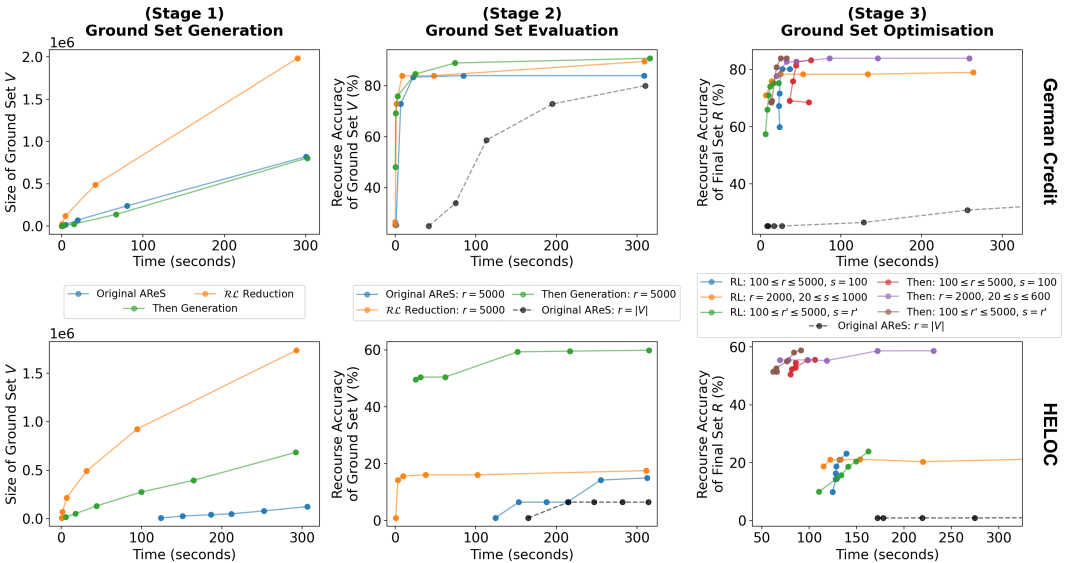 (Stage 1)
Ground Set Generation
(Stage 2)
Ground Set Evaluation
(Stage 3)
Ground Set Optimisation
1e6
Size of Ground Set V
2.0
1.5
1.0
0.5
0.0
0 100 200 300
Time (seconds)
Recourse Accuracy
of Ground Set V (%)
80
60
40
0 100 200 300
Time (seconds)
Recourse Accuracy
of Final Set R (%)
80
60
40
0 50 100 150 200 250 300
Time (seconds)
German Credit
Original AReS
RL Reduction
Then Generation
Original AReS: r = 5000
Then Generation: r = 5000
RL Reduction: r = 5000
Original AReS: r = |V|
RL: 100 ≤ r ≤ 5000, s = 100
Then: 100 ≤ r ≤ 5000, s = 100
RL: r = 2000, 20 ≤ s ≤ 1000
Then: r = 2000, 20 ≤ s ≤ 600
RL: 100 ≤ r' ≤ 5000, s = r'
Then: 100 ≤ r' ≤ 5000, s = r'
Original AReS: r = |V|
1e6
Size of Ground Set V
1.5
1.0
0.5
0.0
0 100 200 300
Time (seconds)
Recourse Accuracy
of Ground Set V (%)
60
40
20
0
0 100 200 300
Time (seconds)
Recourse Accuracy
of Final Set R (%)
60
40
20
0
50 100 150 200 250 300
Time (seconds)
HELOC